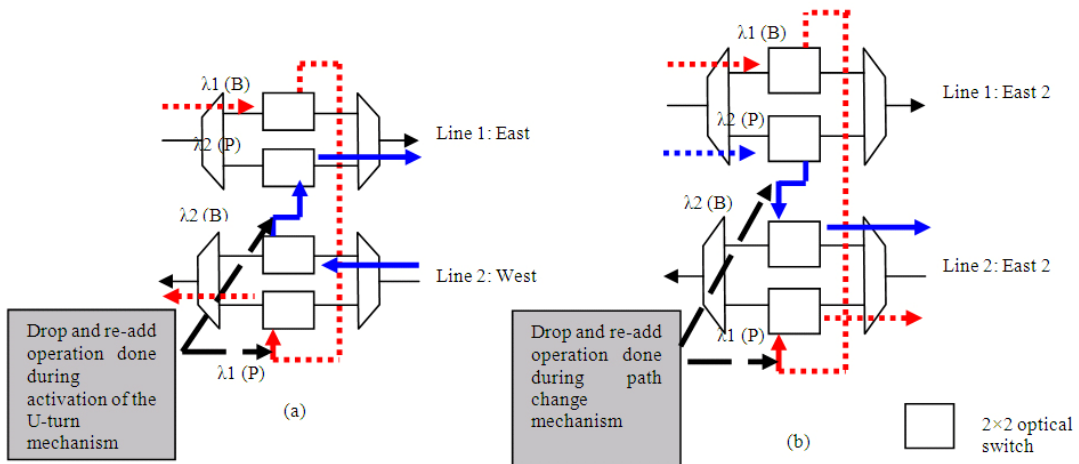 λ1 (B)
λ2 (P)
Line 1: East
λ2 (B)
Line 2: West
λ1 (P)
Drop and re-add
operation done
during
activation of the
U-turn
mechanism
(a)
λ1 (B)
λ2 (P)
Line 1: East 2
λ2 (B)
Line 2: East 2
λ1 (P)
Drop and re-add
operation done
during path
change
mechanism
(b)
2×2 optical
switch